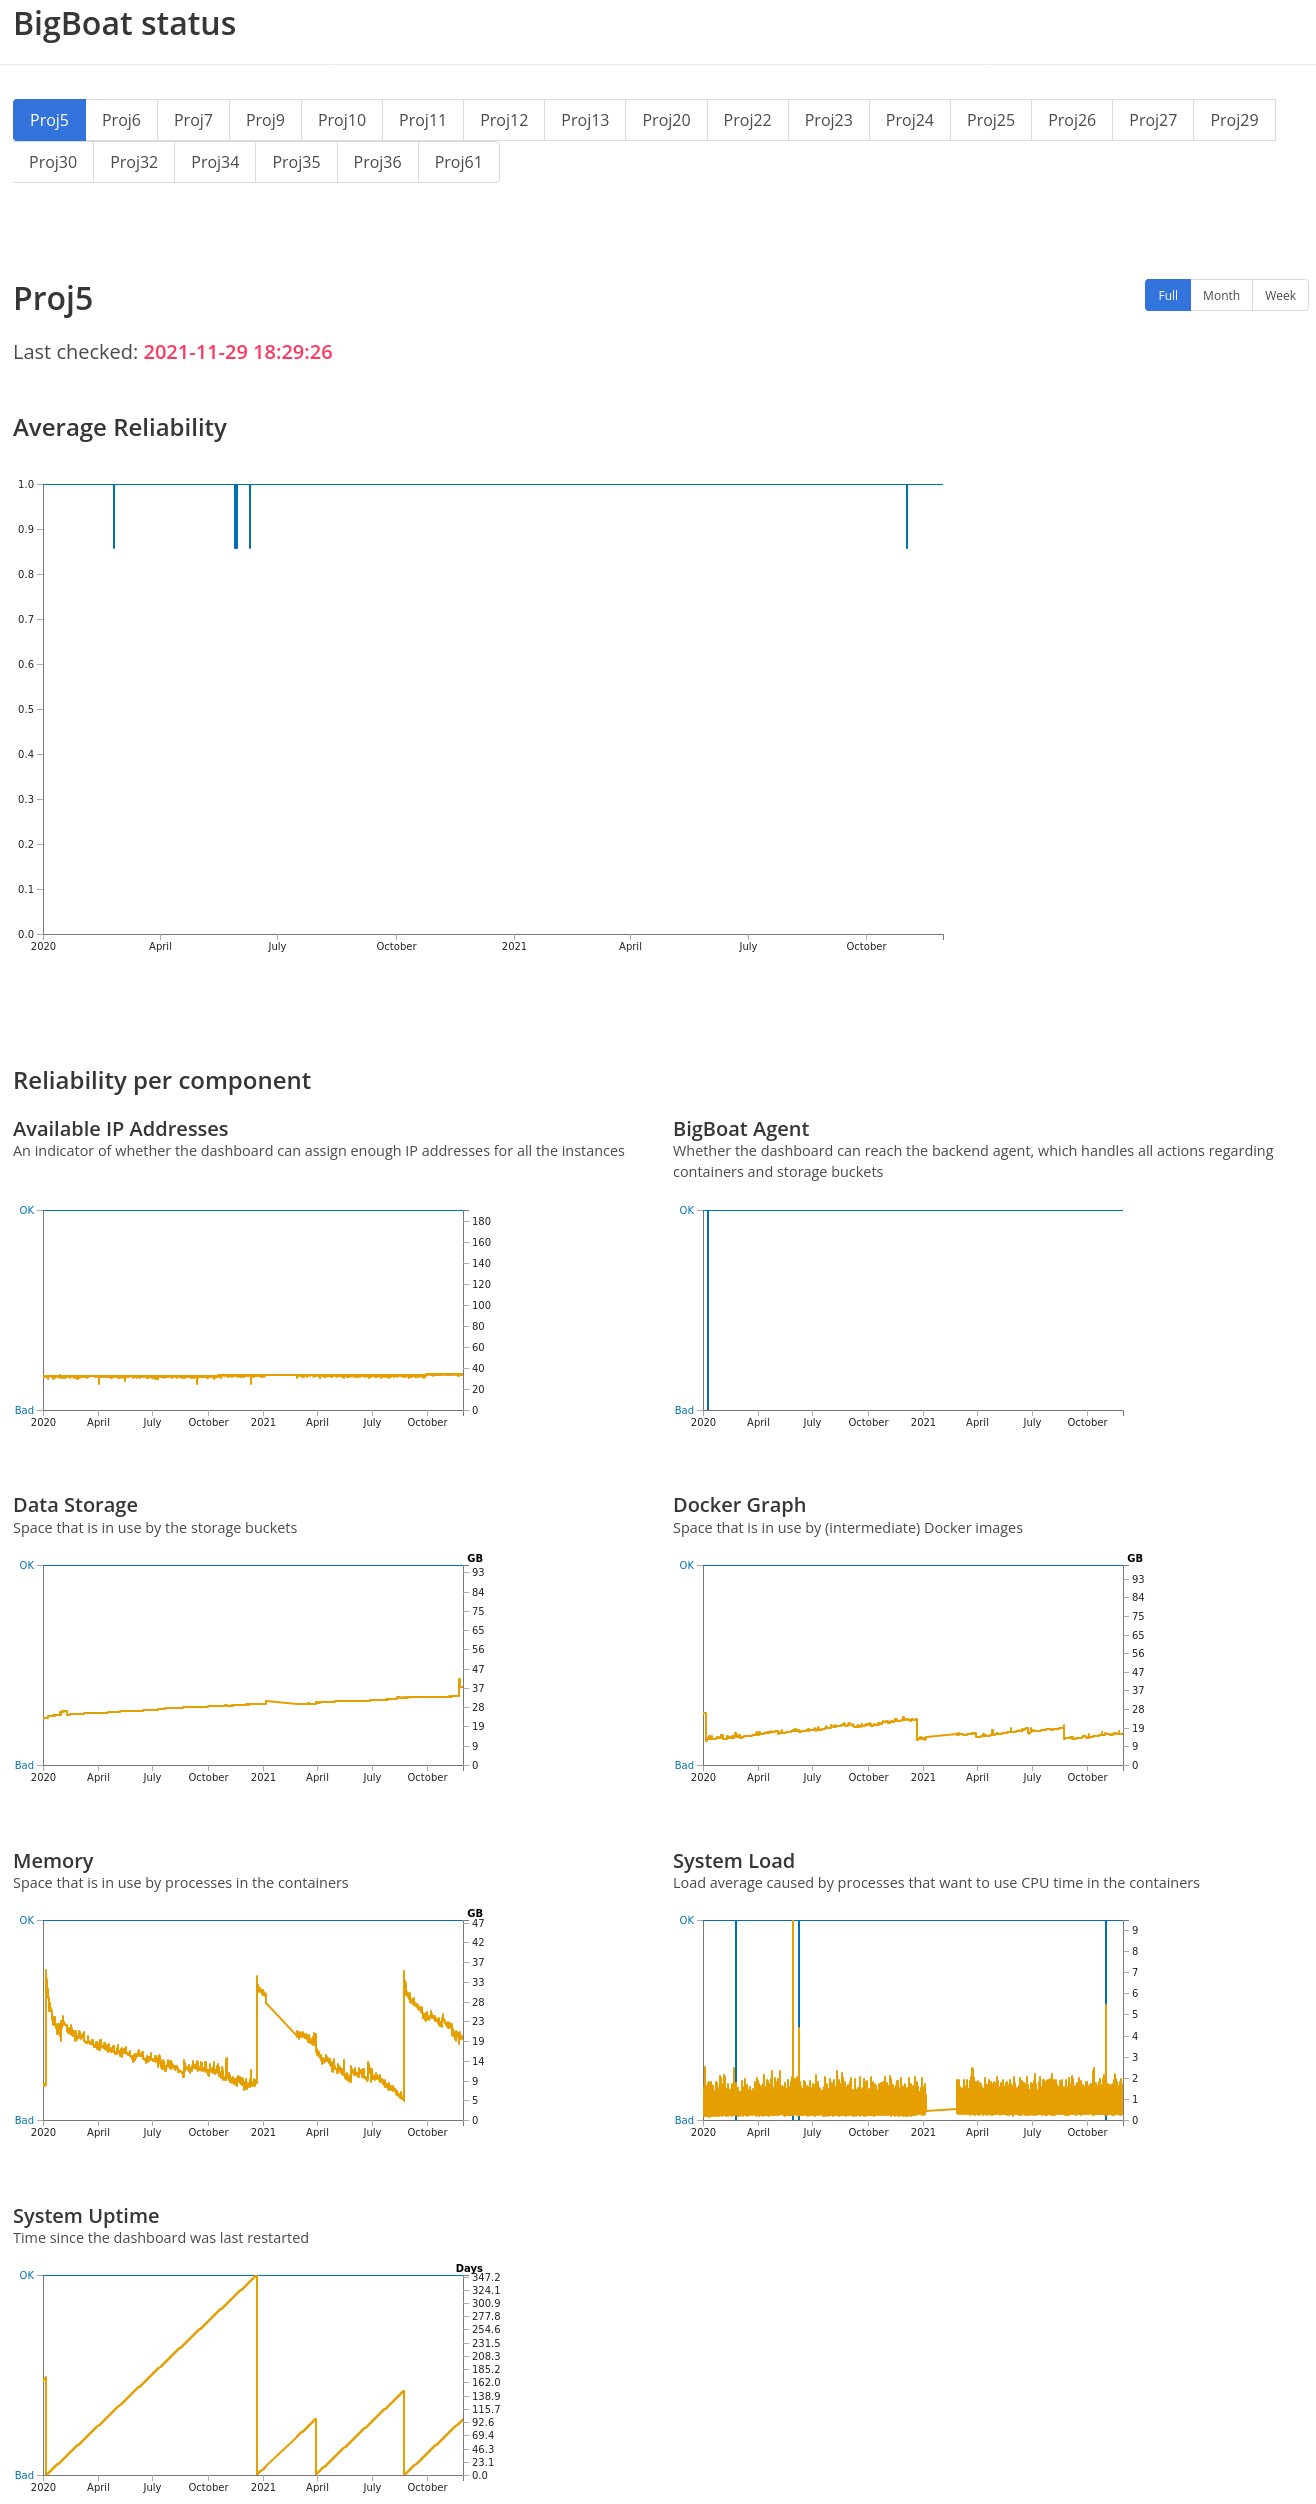 BigBoat status
Proj5 Proj6 Proj7 Proj9 Proj10 Proj11 Proj12 Proj13 Proj20 Proj22 Proj23 Proj24 Proj25 Proj26 Proj27 Proj29
Proj30 Proj32 Proj34 Proj35 Proj36 Proj61
Proj5
Full Month Week
Last checked: 2021-11-29 18:29:26
Average Reliability
1.0
0.9
0.8
0.7
0.6
0.5
0.4
0.3
0.2
0.1
0.0
2020 April July October 2021 April July October
Reliability per component
Available IP Addresses
An indicator of whether the dashboard can assign enough IP addresses for all the instances
OK
180
160
140
120
100
80
60
40
20
Bad 0
2020 April July October 2021 April July October
BigBoat Agent
Whether the dashboard can reach the backend agent, which handles all actions regarding
containers and storage buckets
OK
Bad
2020 April July October 2021 April July October
Data Storage
Space that is in use by the storage buckets
GB
OK
93
84
75
65
56
47
37
28
19
9
Bad 0
2020 April July October 2021 April July October
Docker Graph
Space that is in use by (intermediate) Docker images
GB
OK
93
84
75
65
56
47
37
28
19
9
Bad 0
2020 April July October 2021 April July October
Memory
Space that is in use by processes in the containers
GB
OK
47
42
37
33
28
23
19
14
9
5
Bad 0
2020 April July October 2021 April July October
System Load
Load average caused by processes that want to use CPU time in the containers
OK
9
8
7
6
5
4
3
2
1
Bad 0
2020 April July October 2021 April July October
System Uptime
Time since the dashboard was last restarted
Days
OK
347.2
324.1
300.9
277.8
254.6
231.5
208.3
185.2
162.0
138.9
115.7
92.6
69.4
46.3
23.1
Bad 0.0
2020 April July October 2021 April July October